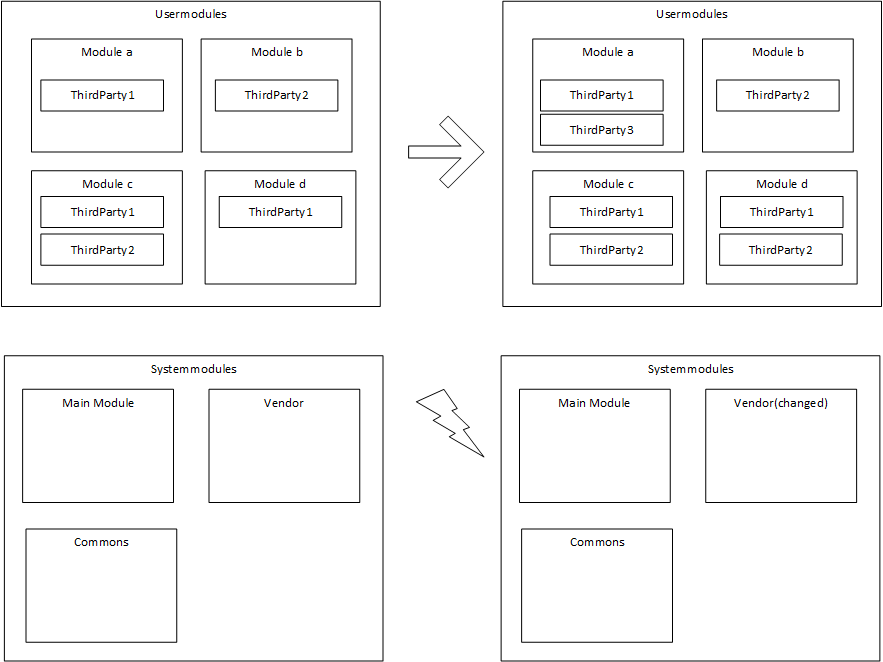 Usermodules
Module a
Module b
ThirdParty1
ThirdParty2
Module c
Module d
ThirdParty1
ThirdParty1
ThirdParty2
Usermodules
Module a
Module b
ThirdParty1
ThirdParty2
ThirdParty3
Module c
Module d
ThirdParty1
ThirdParty1
ThirdParty2
ThirdParty2
Systemmodules
Main Module
Vendor
Commons
Systemmodules
Main Module
Vendor(changed)
Commons